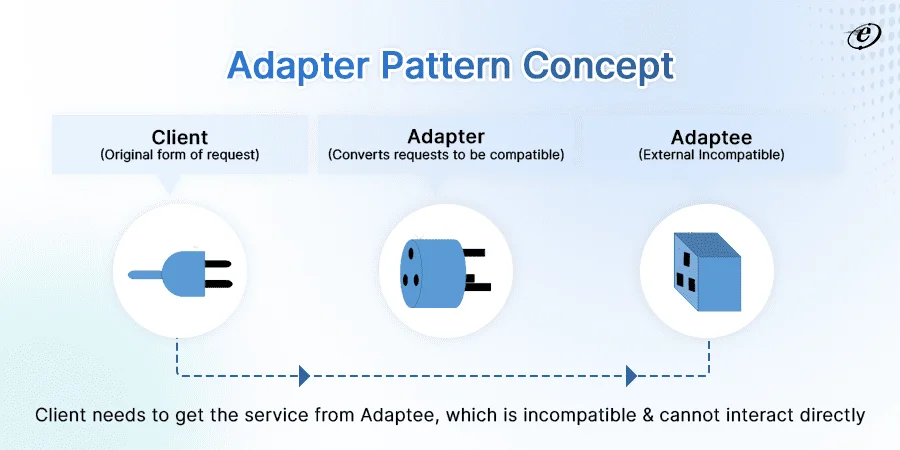 e
Adapter Pattern Concept
Client
(Original form of request)
Adapter
(Converts requests to be compatible)
Adaptee
(External Incompatible)
Client needs to get the service from Adaptee, which is incompatible & cannot interact directly